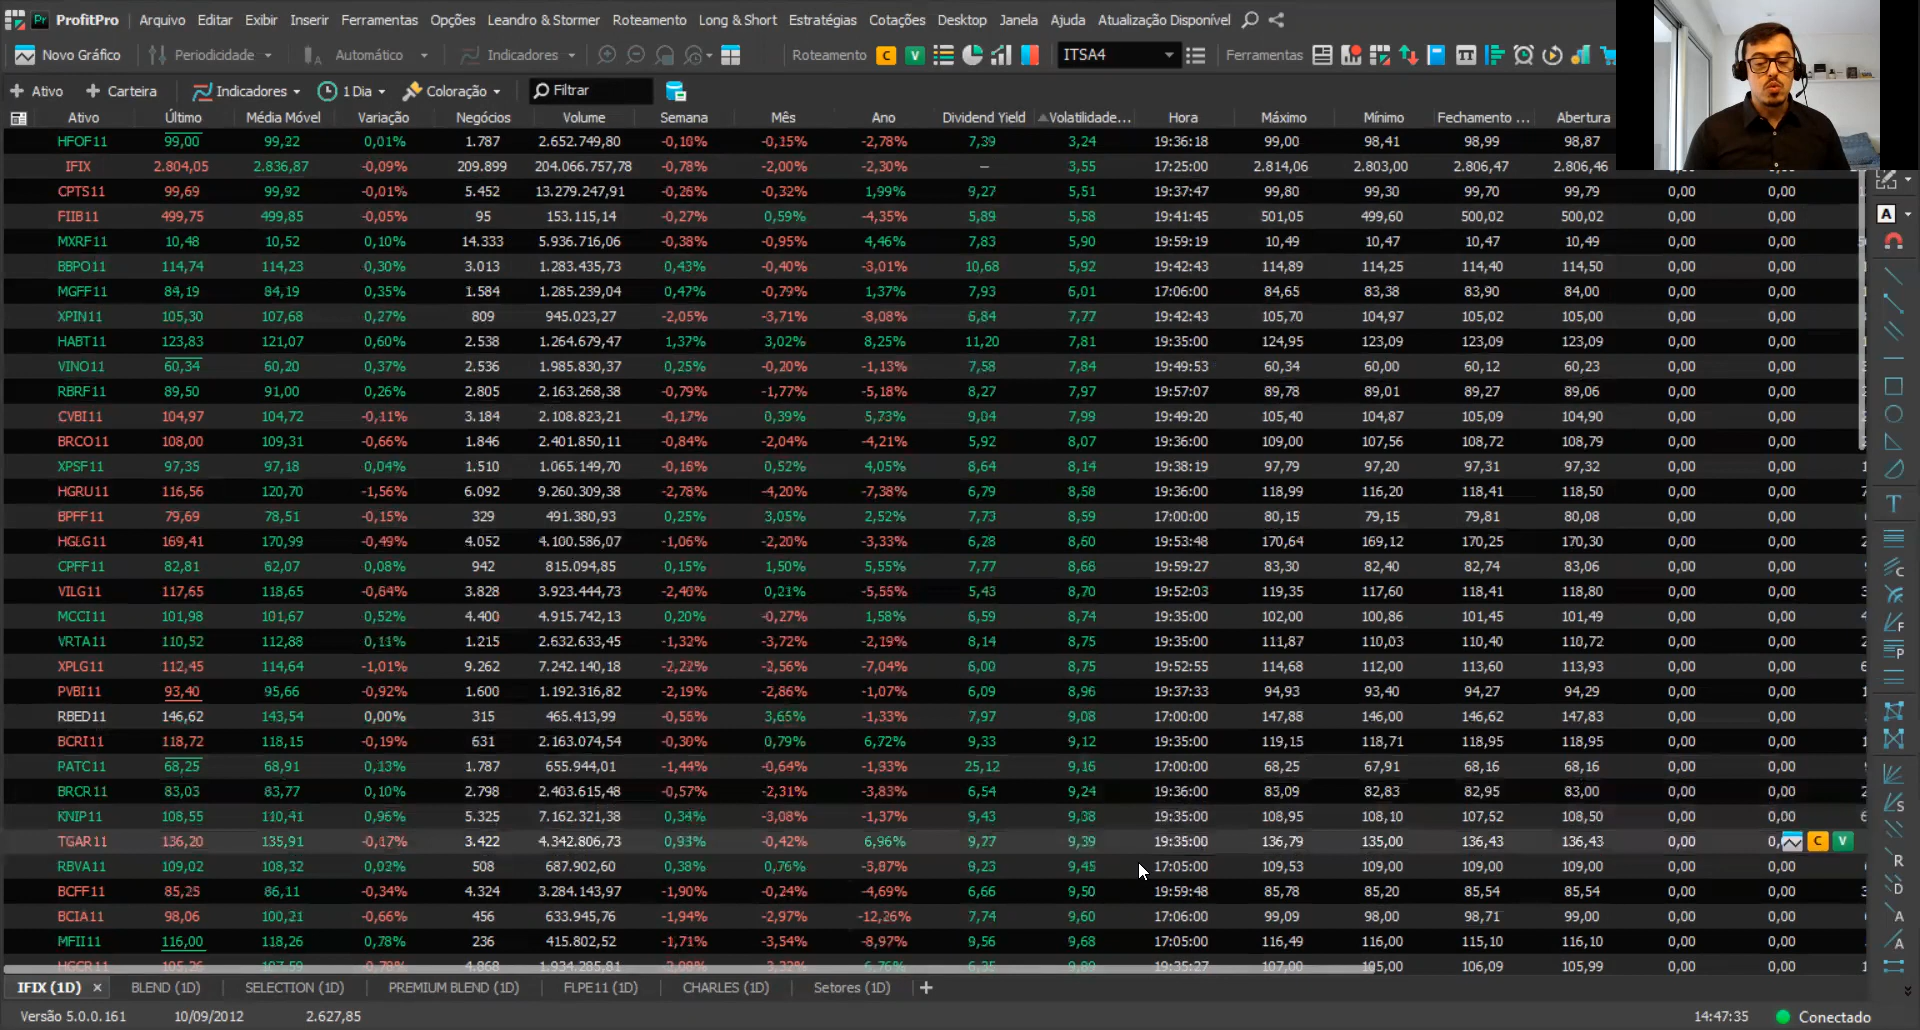 ProfitPro Arquivo Editar Exibir Inserir Ferramentas Opções Leandro & Stormer Roteamento Long & Short Estratégias Cotações Desktop Janela Ajuda Atualização Disponível
Novo Gráfico Periodicidade Automático Indicadores Roteamento C V ITSA4 Ferramentas
Ativo Carteira Indicadores 1 Dia Coloração Filtrar
Ativo Último Média Móvel Variação Negócios Volume Semana Mês Ano Dividend Yield Volatilidade... Hora Máximo Mínimo Fechamento ... Abertura
HFOF11 99,00 99,22 0,01% 1.787 2.652.749,80 -0,10% -0,15% -2,78% 7,39 3,24 19:36:18 99,00 98,41 98,99 98,87
IFIX 2.804,05 2.836,87 -0,09% 209.899 204.066.757,78 -0,78% -2,00% -2,30% — 3,55 17:25:00 2.814,06 2.803,00 2.806,47 2.806,46
CPTS11 99,69 99,92 -0,01% 5.452 13.279.247,91 -0,26% -0,32% 1,99% 9,27 5,51 19:37:47 99,80 99,30 99,70 99,79 0,00 0,00
FIIB11 499,75 499,85 -0,05% 95 153.115,14 -0,27% 0,59% -4,35% 5,89 5,58 19:41:45 501,05 499,60 500,02 500,02 0,00 0,00
MXRF11 10,48 10,52 0,10% 14.333 5.936.716,06 -0,38% -0,95% 4,46% 7,83 5,90 19:59:19 10,49 10,47 10,47 10,49 0,00 0,00
BBPO11 114,74 114,23 0,30% 3.013 1.283.435,73 0,43% -0,40% -3,01% 10,68 5,92 19:42:43 114,89 114,25 114,40 114,50 0,00 0,00
MGFF11 84,19 84,19 0,35% 1.584 1.285.239,04 0,47% -0,79% 1,37% 7,93 6,01 17:06:00 84,65 83,38 83,90 84,00 0,00 0,00
XPIN11 105,30 107,68 0,27% 809 945.023,27 -2,05% -3,71% -8,08% 6,84 7,77 19:42:43 105,70 104,97 105,02 105,00 0,00 0,00
HABT11 123,83 121,07 0,60% 2.538 1.264.679,47 1,37% 3,02% 8,25% 11,20 7,81 19:35:00 124,95 123,09 123,09 123,09 0,00 0,00
VINO11 60,34 60,20 0,37% 2.536 1.985.830,37 0,25% -0,20% -1,13% 7,58 7,84 19:49:53 60,34 60,00 60,12 60,23 0,00 0,00
RBRF11 89,50 91,00 0,26% 2.805 2.163.268,38 -0,79% -1,77% -5,18% 8,27 7,97 19:57:07 89,78 89,01 89,27 89,06 0,00 0,00
CVBI11 104,97 104,72 -0,11% 3.184 2.108.823,21 -0,17% 0,39% 5,73% 9,04 7,99 19:49:20 105,40 104,87 105,09 104,90 0,00 0,00
BRCO11 108,00 109,31 -0,66% 1.846 2.401.850,11 -0,84% -2,04% -4,21% 5,92 8,07 19:36:00 109,00 107,56 108,72 108,79 0,00 0,00
XPSF11 97,35 97,18 0,04% 1.510 1.065.149,70 -0,16% 0,52% 4,05% 8,64 8,14 19:38:19 97,79 97,20 97,31 97,32 0,00 0,00
HGRU11 116,56 120,70 -1,56% 6.092 9.260.309,38 -2,78% -4,20% -7,38% 6,79 8,58 19:36:00 118,99 116,20 118,41 118,50 0,00 0,00
BPFF11 79,69 78,51 -0,15% 329 491.380,93 0,25% 3,05% 2,52% 7,73 8,59 17:00:00 80,15 79,15 79,81 80,08 0,00 0,00
HGLG11 169,41 170,99 -0,49% 4.052 4.100.586,07 -1,06% -2,20% -3,33% 6,28 8,60 19:53:48 170,64 169,12 170,25 170,30 0,00 0,00
CPFF11 82,81 82,07 0,08% 942 815.094,85 0,15% 1,50% 5,55% 7,77 8,68 19:59:27 83,30 82,40 82,74 83,06 0,00 0,00
VILG11 117,65 118,65 -0,64% 3.828 3.923.444,73 -2,40% 0,21% -5,55% 5,43 8,70 19:52:03 119,35 117,60 118,41 118,80 0,00 0,00
MCCI11 101,98 101,67 0,52% 4.400 4.915.742,13 0,20% -0,27% 1,58% 6,59 8,74 19:35:00 102,00 100,86 101,45 101,49 0,00 0,00
VRTA11 110,52 112,88 0,11% 1.215 2.632.633,45 -1,32% -3,72% -2,19% 8,14 8,75 19:35:00 111,87 110,03 110,40 110,72 0,00 0,00
XPLG11 112,45 114,64 -1,01% 9.262 7.242.140,18 -2,22% -2,56% -7,04% 6,00 8,75 19:52:55 114,68 112,00 113,60 113,93 0,00 0,00
PVBI11 93,40 95,66 -0,92% 1.600 1.192.316,82 -2,19% -2,86% -1,07% 6,09 8,96 19:37:33 94,93 93,40 94,27 94,29 0,00 0,00
RBED11 146,62 143,54 0,00% 315 465.413,99 -0,55% 3,65% -1,33% 7,97 9,08 17:00:00 147,88 146,00 146,62 147,83 0,00 0,00
BCRI11 118,72 118,15 -0,19% 631 2.163.074,54 -0,30% 0,79% 6,72% 9,33 9,12 19:35:00 119,15 118,71 118,95 118,95 0,00 0,00
PATC11 68,25 68,91 0,13% 1.787 655.944,01 -1,44% -0,64% -1,93% 25,12 9,16 17:00:00 68,25 67,91 68,16 68,16 0,00 0,00
BRCR11 83,03 83,77 0,10% 2.798 2.403.615,48 -0,57% -2,31% -3,83% 6,54 9,24 19:36:00 83,09 82,83 82,95 83,00 0,00 0,00
KNIP11 108,55 110,41 0,96% 5.325 7.162.321,38 0,34% -3,08% -1,37% 9,43 9,38 19:35:00 108,95 108,10 107,52 108,50 0,00 0,00
TGAR11 136,20 135,91 -0,17% 3.422 4.342.806,73 0,93% -0,42% 6,96% 9,77 9,39 19:35:00 136,79 135,00 136,43 136,43 0,00 C V
RBVA11 109,02 108,32 0,02% 508 687.902,60 0,38% 0,76% -3,87% 9,23 9,45 17:05:00 109,53 109,00 109,00 109,00 0,00 0,00
BCFF11 85,25 86,11 -0,34% 4.324 3.284.143,97 -1,90% -0,24% -4,69% 6,66 9,50 19:59:48 85,78 85,20 85,54 85,54 0,00 0,00
BCIA11 98,06 100,21 -0,66% 456 633.945,76 -1,94% -2,97% -12,26% 7,74 9,60 17:06:00 99,09 98,00 98,71 99,00 0,00 0,00
MFII11 116,00 118,26 0,78% 236 415.802,52 -1,71% -3,54% -8,97% 9,56 9,68 17:05:00 116,49 116,00 115,10 116,10 0,00 0,00
HGCR11 105,26 107,59 -0,78% 4.868 1.934.285,81 6,76% 6,35 9,89 19:35:27 107,00 105,00 106,09 105,99 0,00 0,00
IFIX (1D) × BLEND (1D) SELECTION (1D) PREMIUM BLEND (1D) FLPE11 (1D) CHARLES (1D) Setores (1D) +
Versão 5.0.0.161 10/09/2012 2.627,85 14:47:35 Conectado